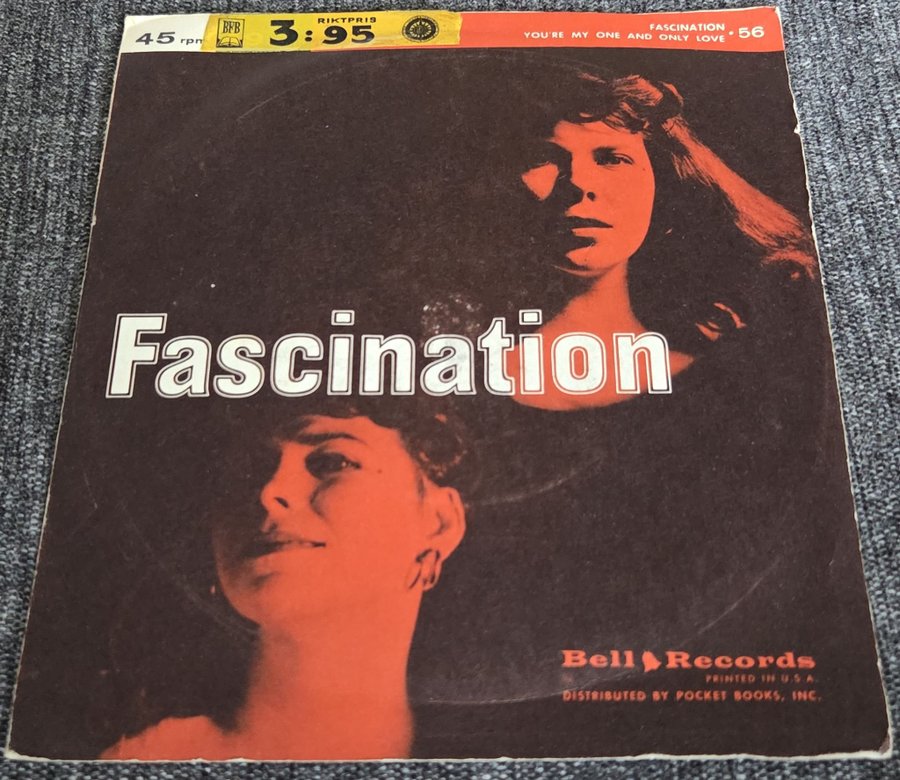 45 rpm
BFB
RIKTPRIS
3:95
FASCINATION
YOU'RE MY ONE AND ONLY LOVE • 56
Fascination
Bell Records
PRINTED IN U.S.A.
DISTRIBUTED BY POCKET BOOKS, INC.